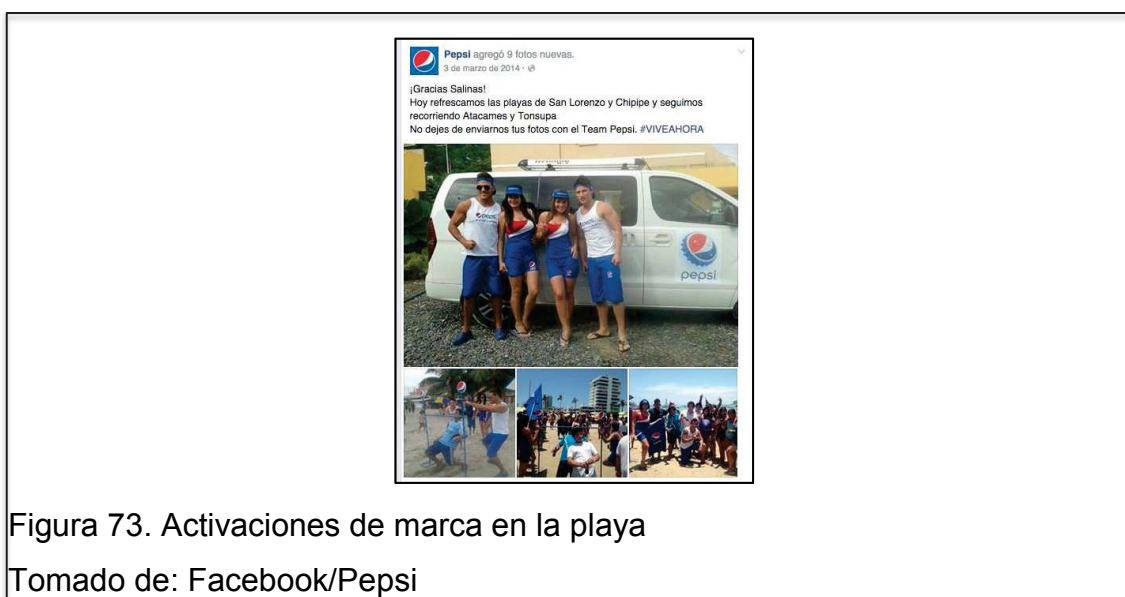 Pepsi agregó 9 fotos nuevas.
3 de marzo de 2014 ·
¡Gracias Salinas!
Hoy refrescamos las playas de San Lorenzo y Chipipe y seguimos
recorriendo Atacames y Tonsupa
No dejes de enviarnos tus fotos con el Team Pepsi. #VIVEAHORA
pepsi
Figura 73. Activaciones de marca en la playa
Tomado de: Facebook/Pepsi